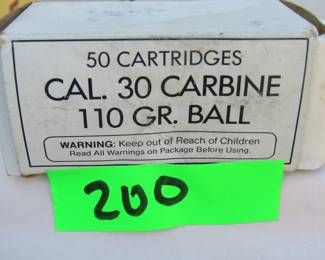 50 CARTRIDGES
CAL. 30 CARBINE
110 GR. BALL
WARNING: Keep out of Reach of Children
Read All Warnings on Package Before Using.
200